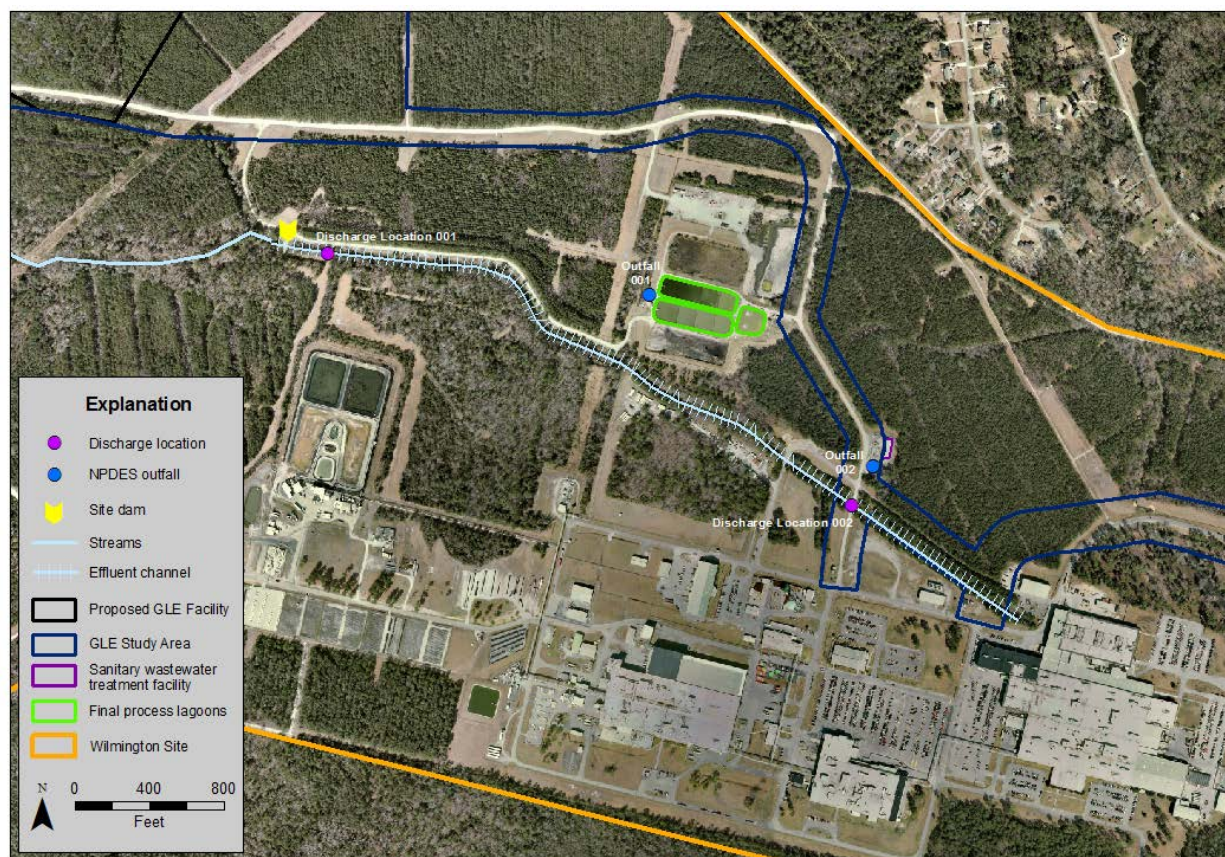 Discharge Location 001
Outfall
001
Outfall
002
Discharge Location 002
Explanation
Discharge location
NPDES outfall
Site dam
Streams
Effluent channel
Proposed GLE Facility
GLE Study Area
Sanitary wastewater
treatment facility
Final process lagoons
Wilmington Site
N
0 400 800
Feet